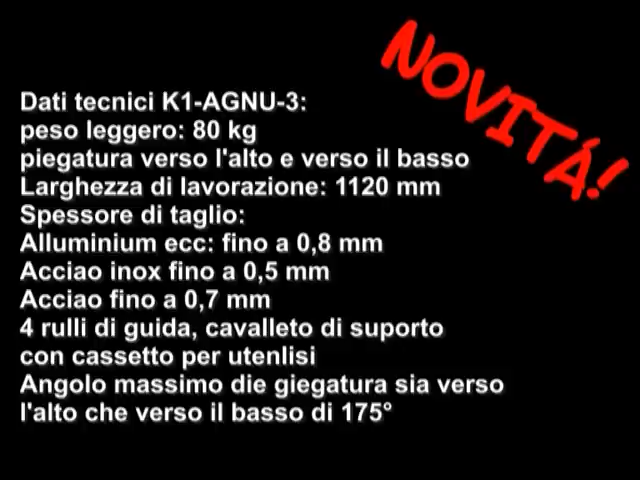 NOVITÁ!
Dati tecnici K1-AGNU-3:
peso leggero: 80 kg
piegatura verso l'alto e verso il basso
Larghezza di lavorazione: 1120 mm
Spessore di taglio:
Alluminium ecc: fino a 0,8 mm
Acciao inox fino a 0,5 mm
Acciao fino a 0,7 mm
4 rulli di guida, cavalleto di suporto
con cassetto per utenlisi
Angolo massimo die giegatura sia verso
l'alto che verso il basso di 175°